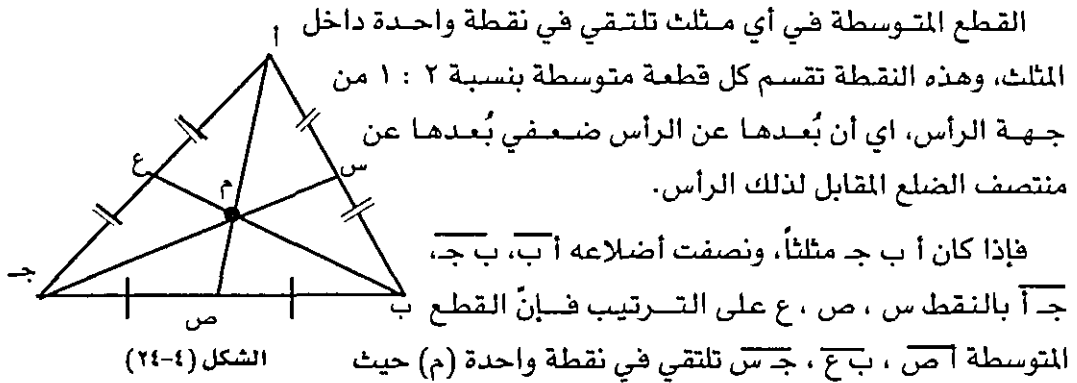 القطع المتوسطة في أي مثلث تلتقي في نقطة واحدة داخل
المثلث، وهذه النقطة تقسم كل قطعة متوسطة بنسبة ٢ : ١ من
جهة الرأس، اي أن بُعدها عن الرأس ضعفي بُعدها عن
منتصف الضلع المقابل لذلك الرأس.
فإذا كان أ ب جـ مثلثاً، ونصفت أضلاعه أ ب، ب جـ،
جـ أ بالنقط س ، ص ، ع على الترتيب فإنّ القطع
المتوسطة أ ص ، ب ع ، جـ س تلتقي في نقطة واحدة (م) حيث
أ
ع
م
س
جـ
ص
ب
الشكل (٤-٢٤)